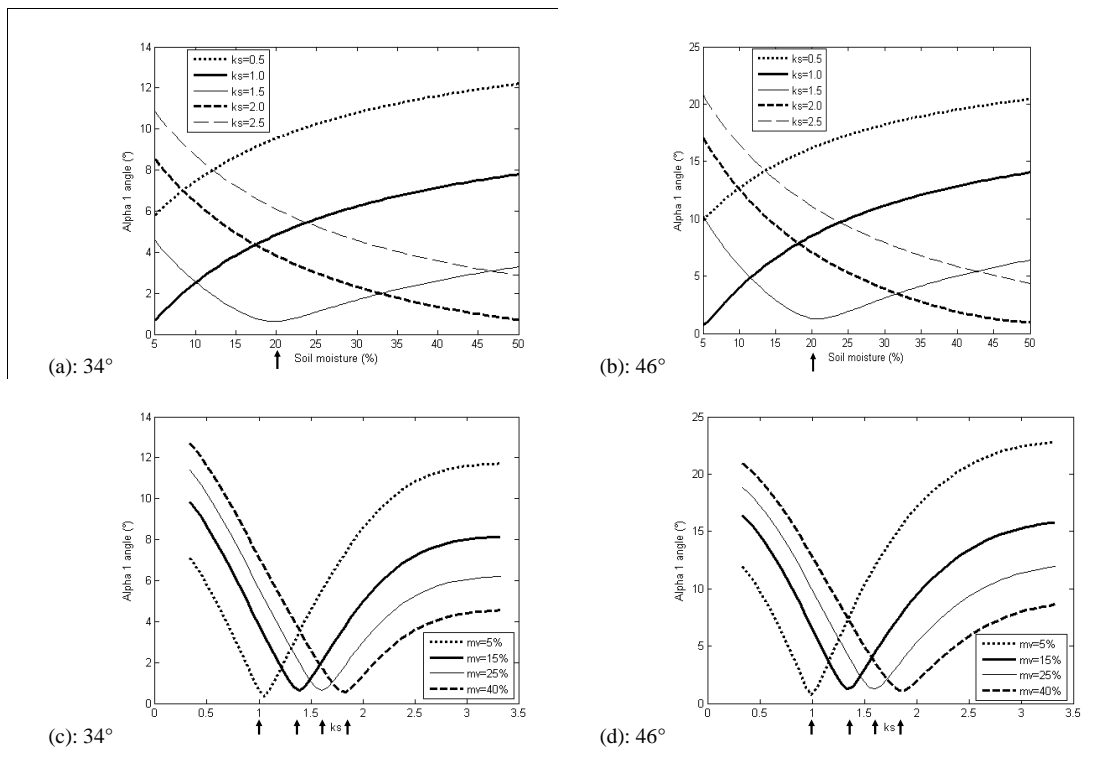 14
12
10
8
6
4
2
0
Alpha 1 angle (°)
ks=0.5
ks=1.0
ks=1.5
ks=2.0
ks=2.5
5 10 15 20 25 30 35 40 45 50
Soil moisture (%)
(a): 34°
25
20
15
10
5
0
Alpha 1 angle (°)
ks=0.5
ks=1.0
ks=1.5
ks=2.0
ks=2.5
5 10 15 20 25 30 35 40 45 50
Soil moisture (%)
(b): 46°
14
12
10
8
6
4
2
0
Alpha 1 angle (°)
mv=5%
mv=15%
mv=25%
mv=40%
0 0.5 1 1.5 2 2.5 3 3.5
ks
(c): 34°
25
20
15
10
5
0
Alpha 1 angle (°)
mv=5%
mv=15%
mv=25%
mv=40%
0 0.5 1 1.5 2 2.5 3 3.5
ks
(d): 46°